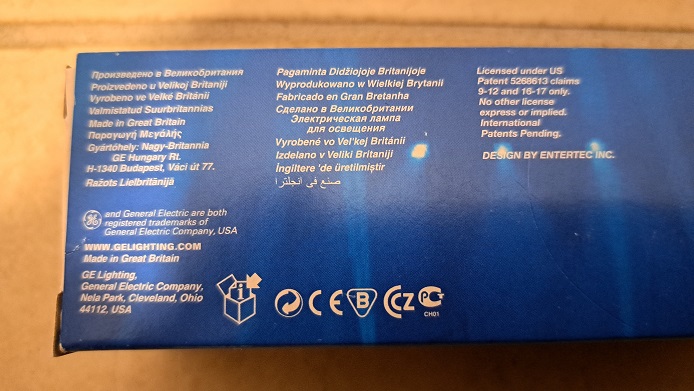 Произведено в Великобритания
Proizvedeno u Velikoj Britaniji
Vyrobeno ve Velké Británii
Valmistatud Suurbritannias
Made in Great Britain
Παραγωγή Μεγάλης
Gyártóhely: Nagy-Britannia
GE Hungary Rt.
H-1340 Budapest, Váci út 77.
Ražots Lielbritānijā
GE and General Electric are both
registered trademarks of
General Electric Company, USA
WWW.GELIGHTING.COM
Made in Great Britain
GE Lighting,
General Electric Company,
Nela Park, Cleveland, Ohio
44112, USA
Pagaminta Didžiojoje Britanijoje
Wyprodukowano w Wielkiej Brytanii
Fabricado en Gran Bretanha
Сделано в Великобритании
Электрическая лампа
для освещения
Vyrobené vo Vel'kej Británii
Izdelano v Veliki Britaniji
İngiltere 'de üretilmiştir
صنع في انجلترا
i
CE B CZ PC
CH01
Licensed under US
Patent 5268613 claims
9-12 and 16-17 only.
No other license
express or implied.
International
Patents Pending.
DESIGN BY ENTERTEC INC.